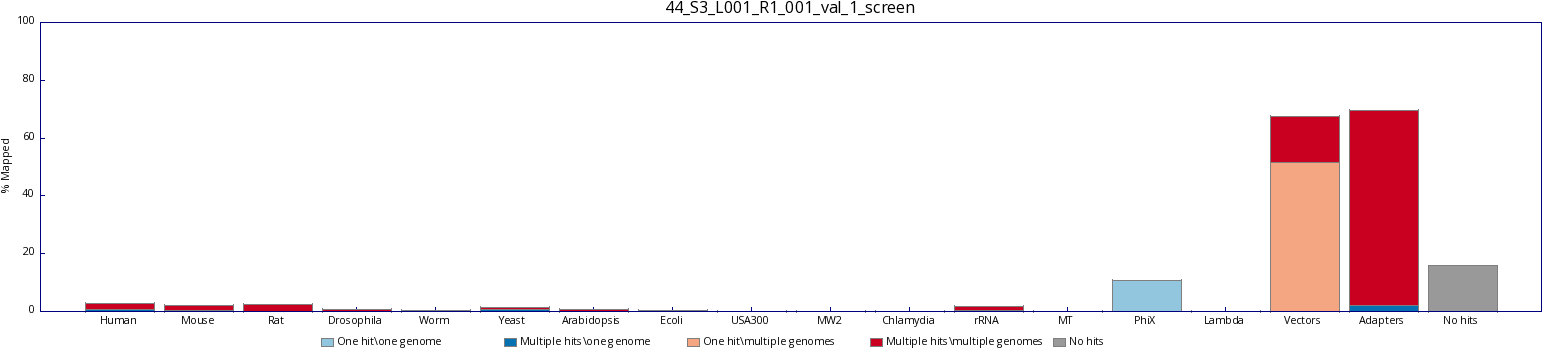 44_S3_L001_R1_001_val_1_screen
100
80
60
40
20
0
% Mapped
Human Mouse Rat Drosophila Worm Yeast Arabidopsis Ecoli USA300 MW2 Chlamydia rRNA MT PhiX Lambda Vectors Adapters No hits
One hit\one genome Multiple hits\one genome One hit\multiple genomes Multiple hits\multiple genomes No hits